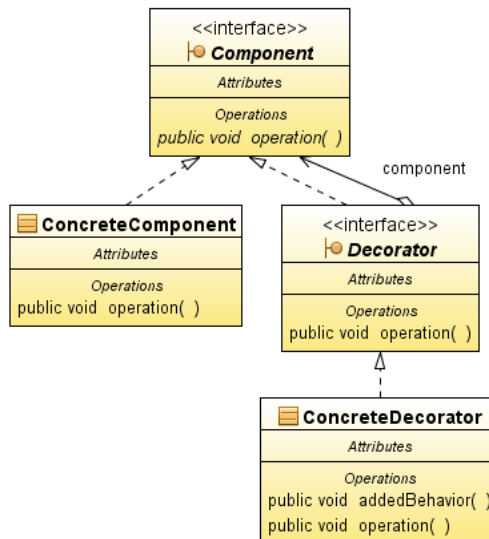 <<interface>>
Component
Attributes
Operations
public void operation( )
component
ConcreteComponent
Attributes
Operations
public void operation( )
<<interface>>
Decorator
Attributes
Operations
public void operation( )
ConcreteDecorator
Attributes
Operations
public void addedBehavior( )
public void operation( )